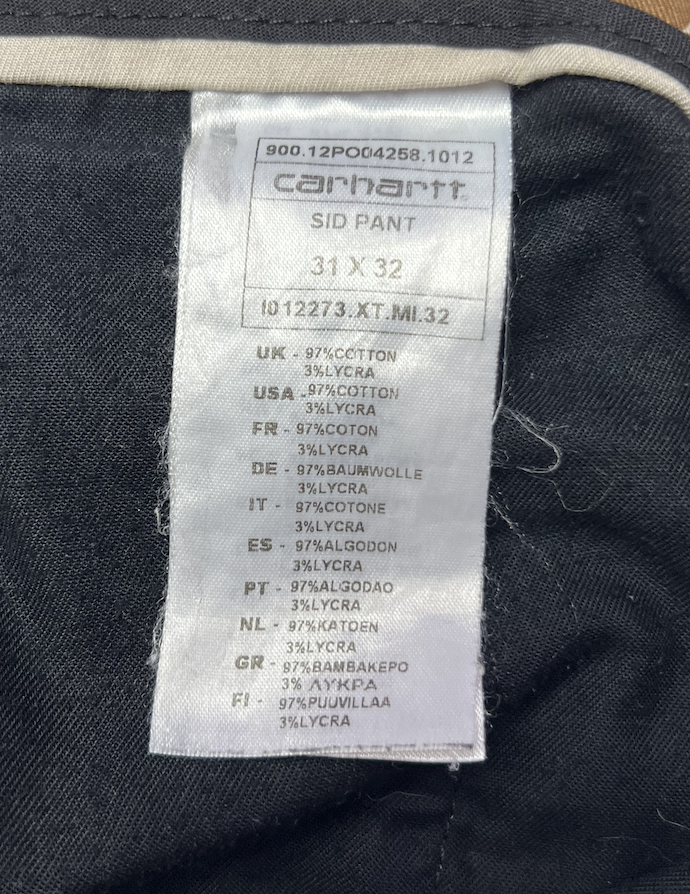 900.12PO04258.1012
carhartt
SID PANT
31 X 32
I012273.XT.MI.32
UK - 97%COTTON
3%LYCRA
USA - 97%COTTON
3%LYCRA
FR - 97%COTON
3%LYCRA
DE - 97%BAUMWOLLE
3%LYCRA
IT - 97%COTONE
3%LYCRA
ES - 97%ALGODON
3%LYCRA
PT - 97%ALGODAO
3%LYCRA
NL - 97%KATOEN
3%LYCRA
GR - 97%BAMBAKEPO
3% ΛΥΚΡΑ
FI - 97%PUUVILLAA
3%LYCRA